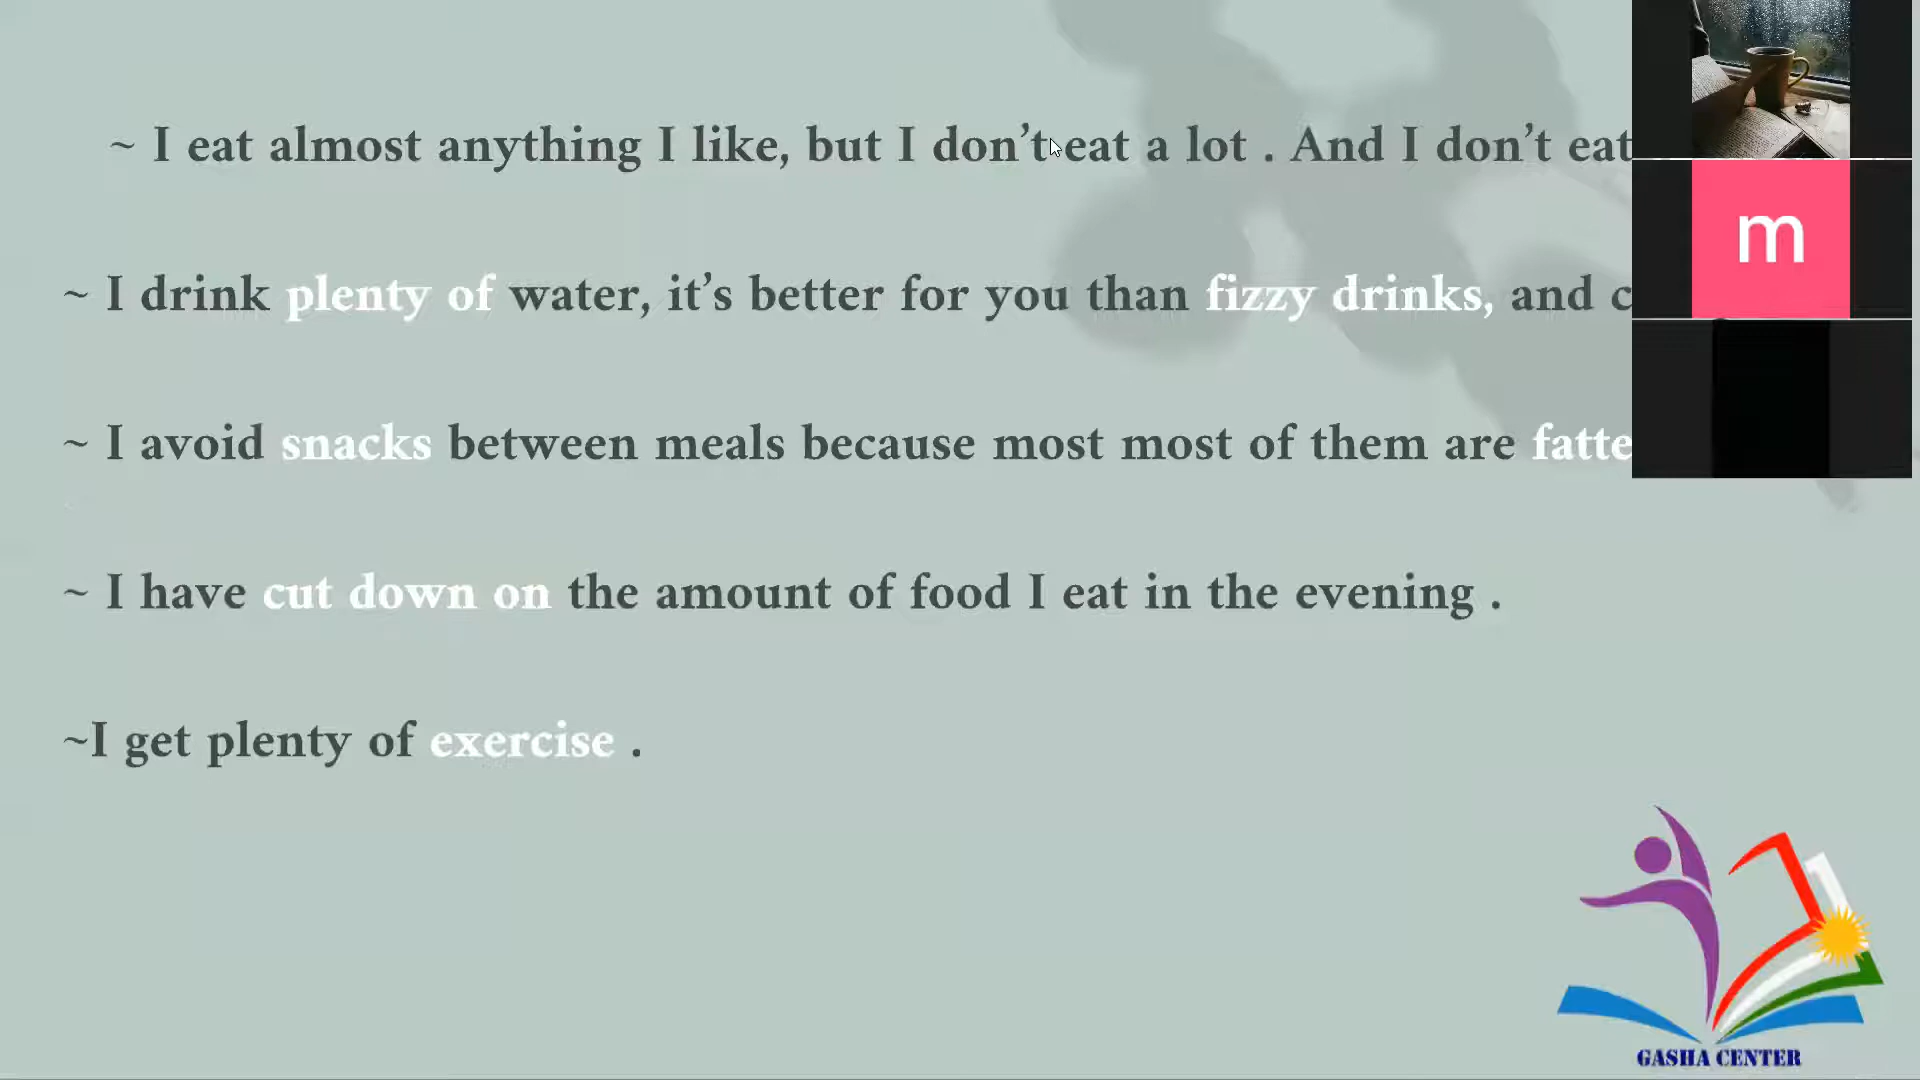 ~ I eat almost anything I like, but I don’t eat a lot . And I don’t eat
m
~ I drink plenty of water, it’s better for you than fizzy drinks, and
~ I avoid snacks between meals because most most of them are
~ I have cut down on the amount of food I eat in the evening .
~I get plenty of exercise .
GASHA CENTER